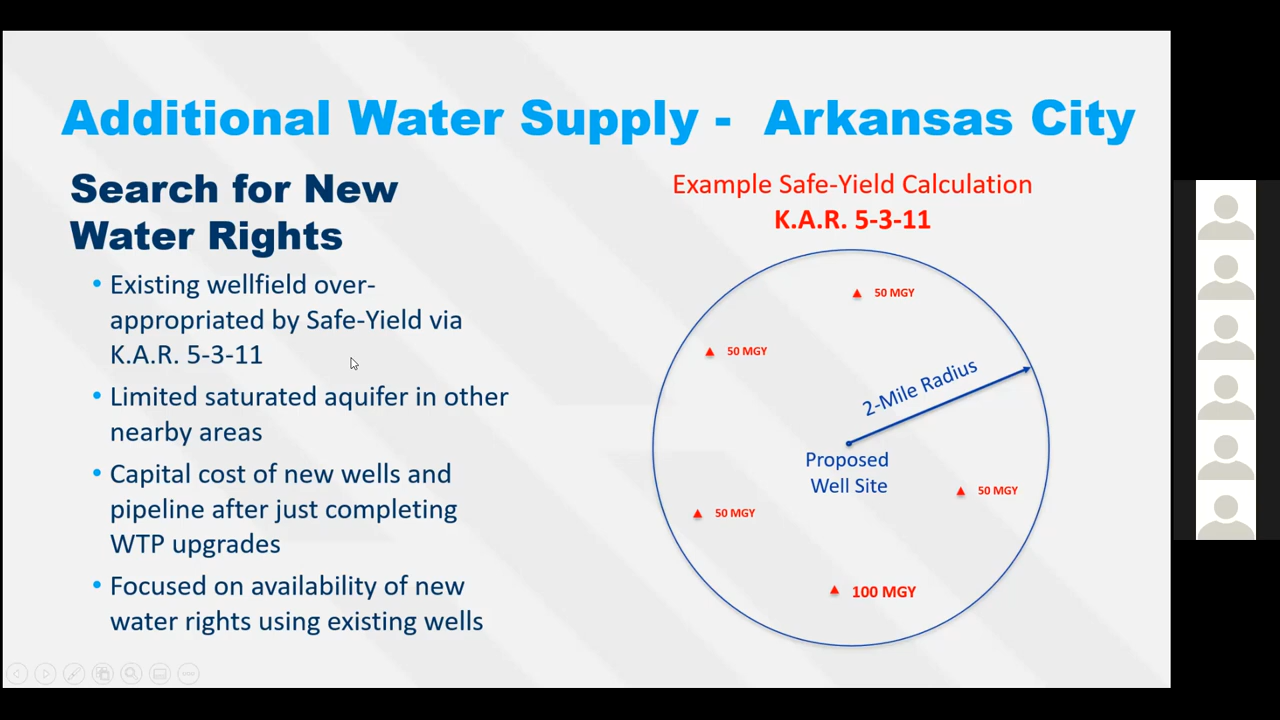 Additional Water Supply - Arkansas City
Search for New
Water Rights
• Existing wellfield over-
appropriated by Safe-Yield via
K.A.R. 5-3-11
• Limited saturated aquifer in other
nearby areas
• Capital cost of new wells and
pipeline after just completing
WTP upgrades
• Focused on availability of new
water rights using existing wells
Example Safe-Yield Calculation
K.A.R. 5-3-11
50 MGY
50 MGY
2-Mile Radius
Proposed
Well Site
50 MGY
50 MGY
100 MGY